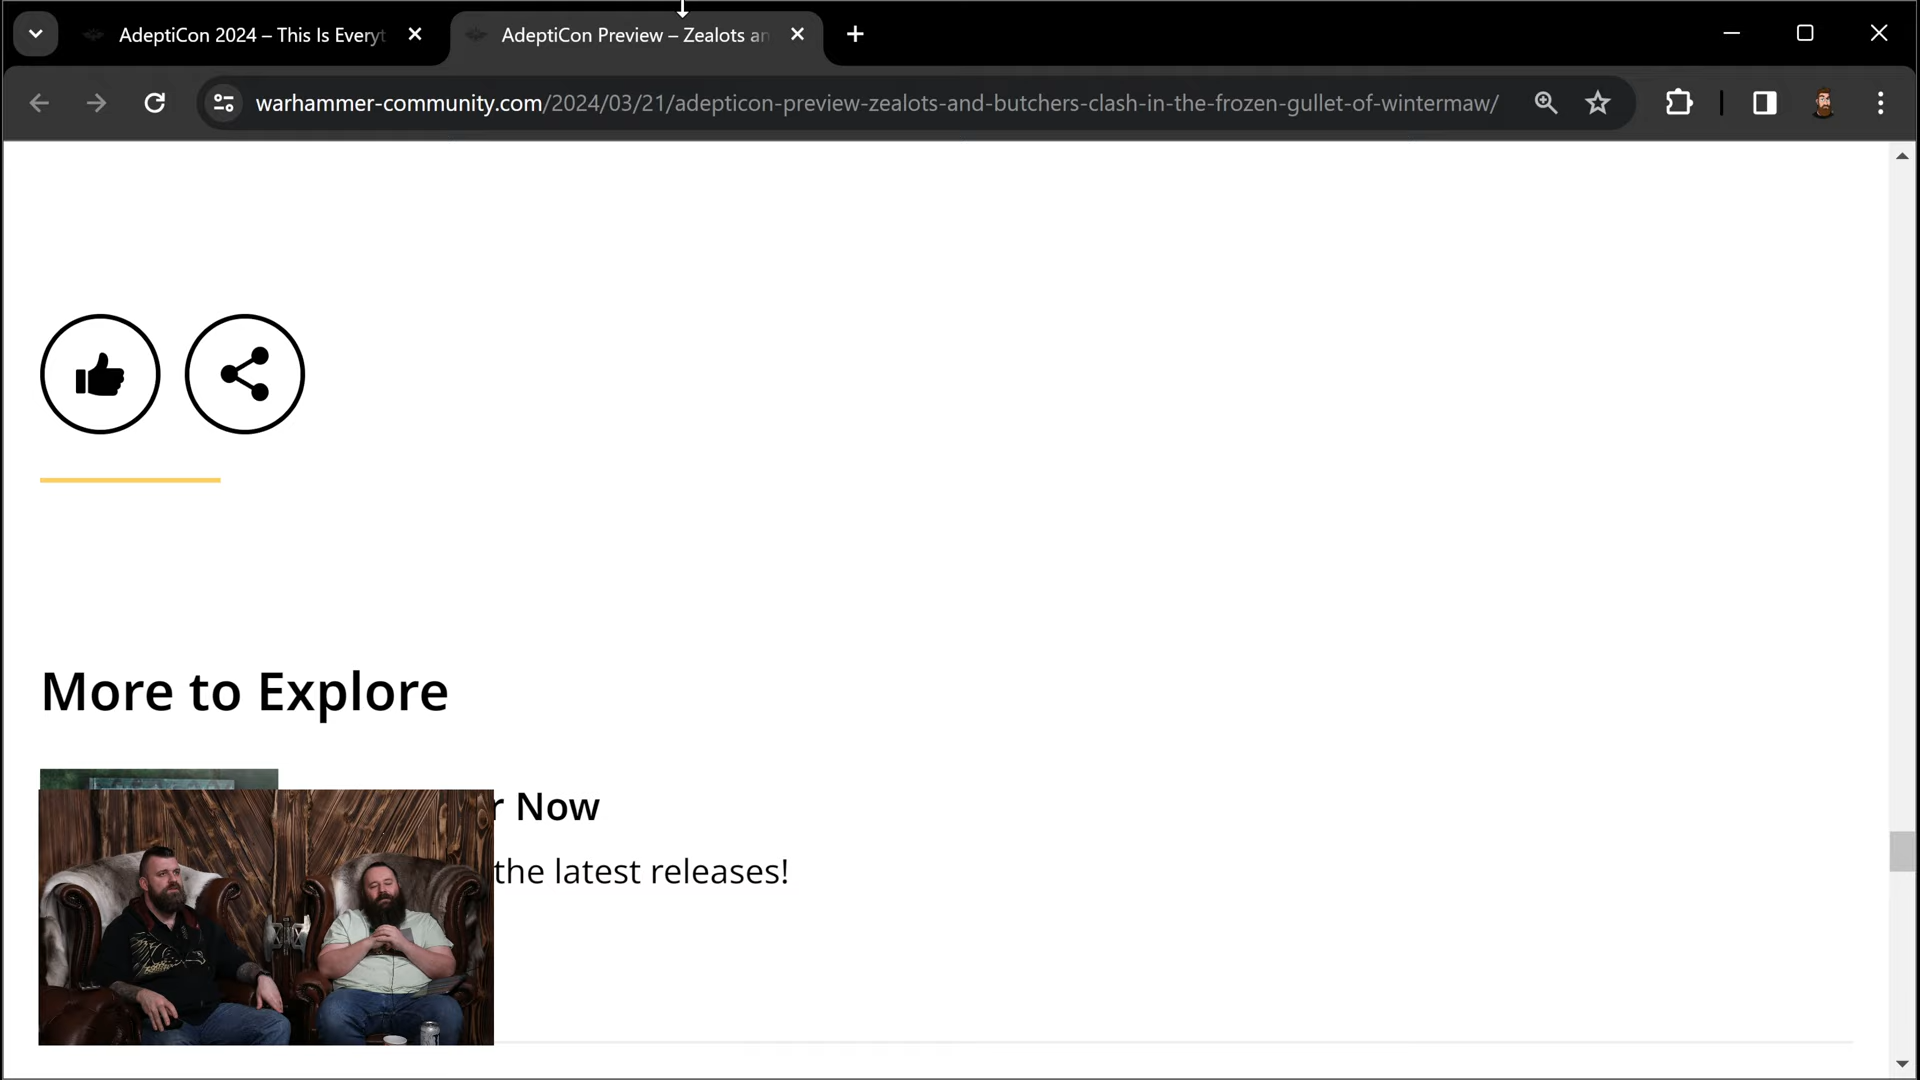 AdeptiCon 2024 – This Is Everyt
AdeptiCon Preview – Zealots an
warhammer-community.com/2024/03/21/adepticon-preview-zealots-and-butchers-clash-in-the-frozen-gullet-of-wintermaw/
More to Explore
r Now
the latest releases!